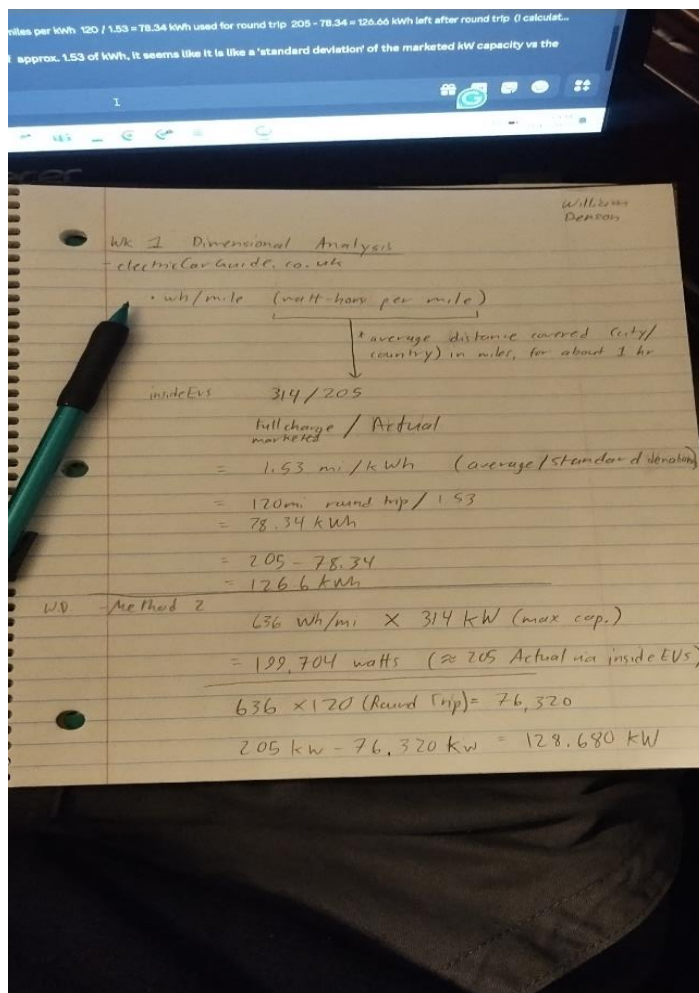 miles per kWh 120 / 1.53 = 78.34 kWh used for round trip 205 - 78.34 = 126.66 kWh left after round trip (I calculat...
approx. 1.53 of kWh, it seems like it is like a 'standard deviation' of the marketed kW capacity vs the
acer
William
Denson
Wk 1 Dimensional Analysis
- electricCarGuide.co.uk
• wh/mile (watt-hours per mile)
* average distance covered (city/
country) in miles, for about 1 hr
insideEvs 314/205
full charge / Actual
marketed
= 1.53 mi/kWh (average/standard deviation)
= 120mi round trip / 1.53
= 78.34 kWh
= 205 - 78.34
= 126.6 kWh
W.D - Method 2
636 Wh/mi × 314 kW (max cap.)
= 199,704 watts (≈ 205 Actual via insideEVs)
636 ×120 (Round Trip) = 76,320
205 kw - 76.320 kw = 128.680 kW